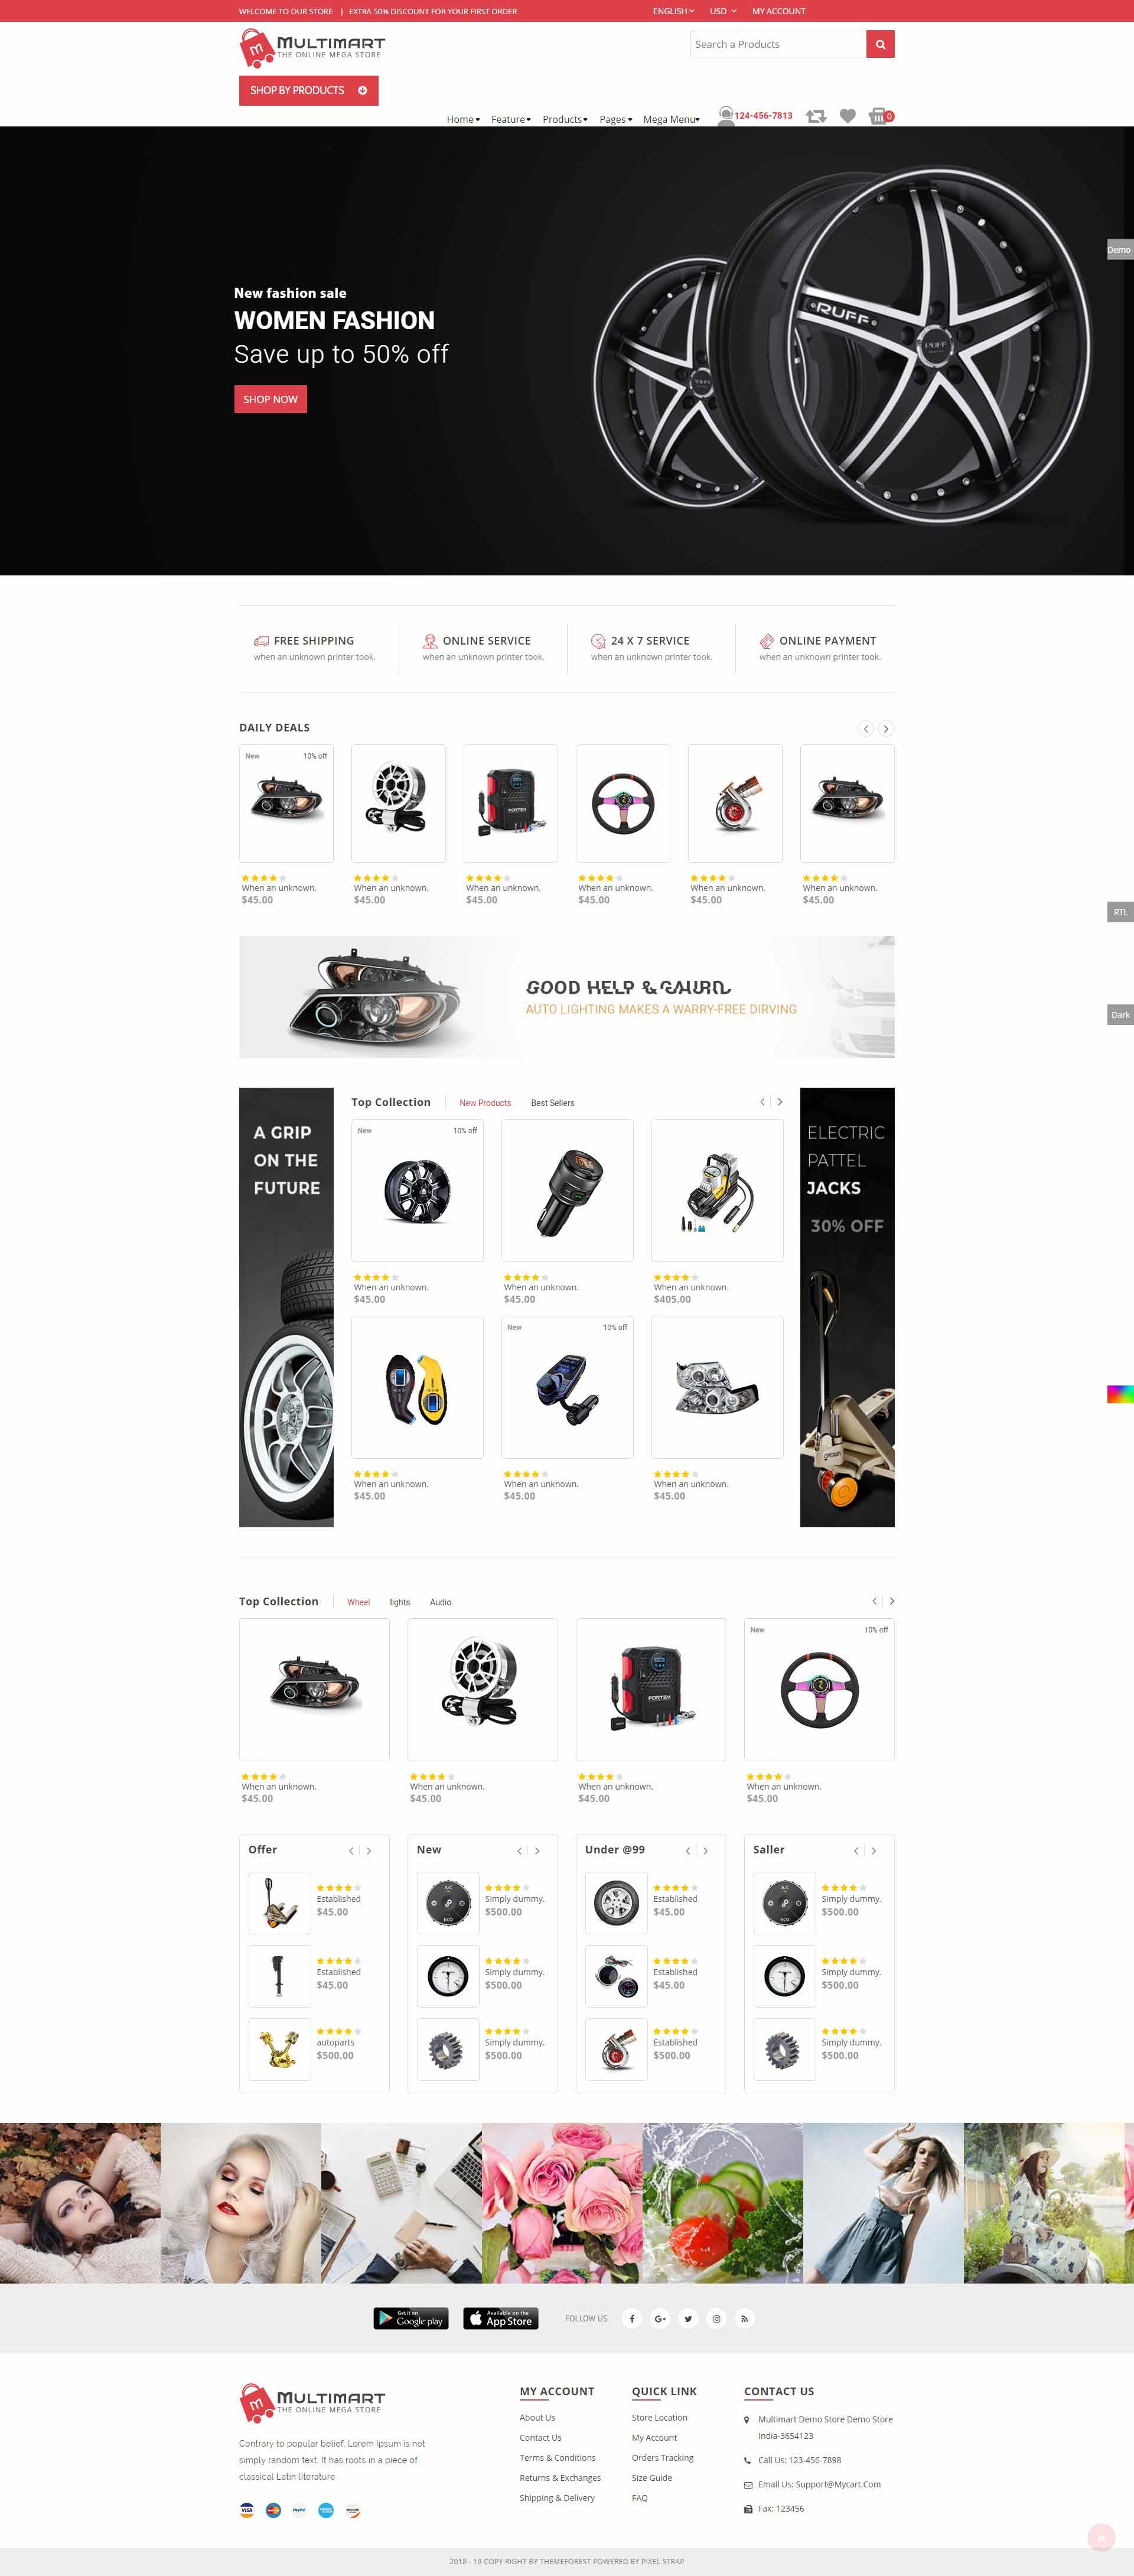 WELCOME TO OUR STORE | EXTRA 50% DISCOUNT FOR YOUR FIRST ORDER
ENGLISH USD MY ACCOUNT
MULTIMART
THE ONLINE MEGA STORE
Search a Products
SHOP BY PRODUCTS
Home Feature Products Pages Mega Menu 124-456-7813 0
Demo
RUFF
New fashion sale
WOMEN FASHION
Save up to 50% off
SHOP NOW
FREE SHIPPING
when an unknown printer took.
ONLINE SERVICE
when an unknown printer took.
24 X 7 SERVICE
when an unknown printer took.
ONLINE PAYMENT
when an unknown printer took.
DAILY DEALS
New 10% off
When an unknown.
$45.00
When an unknown.
$45.00
When an unknown.
$45.00
When an unknown.
$45.00
When an unknown.
$45.00
When an unknown.
$45.00
RTL
GOOD HELP & GAURD.
AUTO LIGHTING MAKES A WARRY-FREE DIRVING
Dark
A GRIP
ON THE
FUTURE
Top Collection New Products Best Sellers
New 10% off
When an unknown.
$45.00
When an unknown.
$45.00
When an unknown.
$405.00
When an unknown.
$45.00
New 10% off
When an unknown.
$45.00
When an unknown.
$45.00
ELECTRIC
PATTEL
JACKS
30% OFF
Top Collection Wheel lights Audio
When an unknown.
$45.00
When an unknown.
$45.00
FORTEM
When an unknown.
$45.00
New 10% off
When an unknown.
$45.00
Offer
Established
$45.00
Established
$45.00
autoparts
$500.00
New
A/C
ECO
Simply dummy.
$500.00
Simply dummy.
$500.00
Simply dummy.
$500.00
Under @99
Established
$45.00
Established
$45.00
Established
$500.00
Saller
A/C
ECO
Simply dummy.
$500.00
Simply dummy.
$500.00
Simply dummy.
$500.00
Get it on
Google play
Available on the
App Store
FOLLOW US
MULTIMART
THE ONLINE MEGA STORE
Contrary to popular belief, Lorem Ipsum is not
simply random text. It has roots in a piece of
classical Latin literature.
VISA PayPal
MY ACCOUNT
About Us
Contact Us
Terms & Conditions
Returns & Exchanges
Shipping & Delivery
QUICK LINK
Store Location
My Account
Orders Tracking
Size Guide
FAQ
CONTACT US
Multimart Demo Store Demo Store
India-3654123
Call Us: 123-456-7898
Email Us: Support@Mycart.Com
Fax: 123456
2018 - 19 COPY RIGHT BY THEMEFOREST POWERED BY PIXEL STRAP